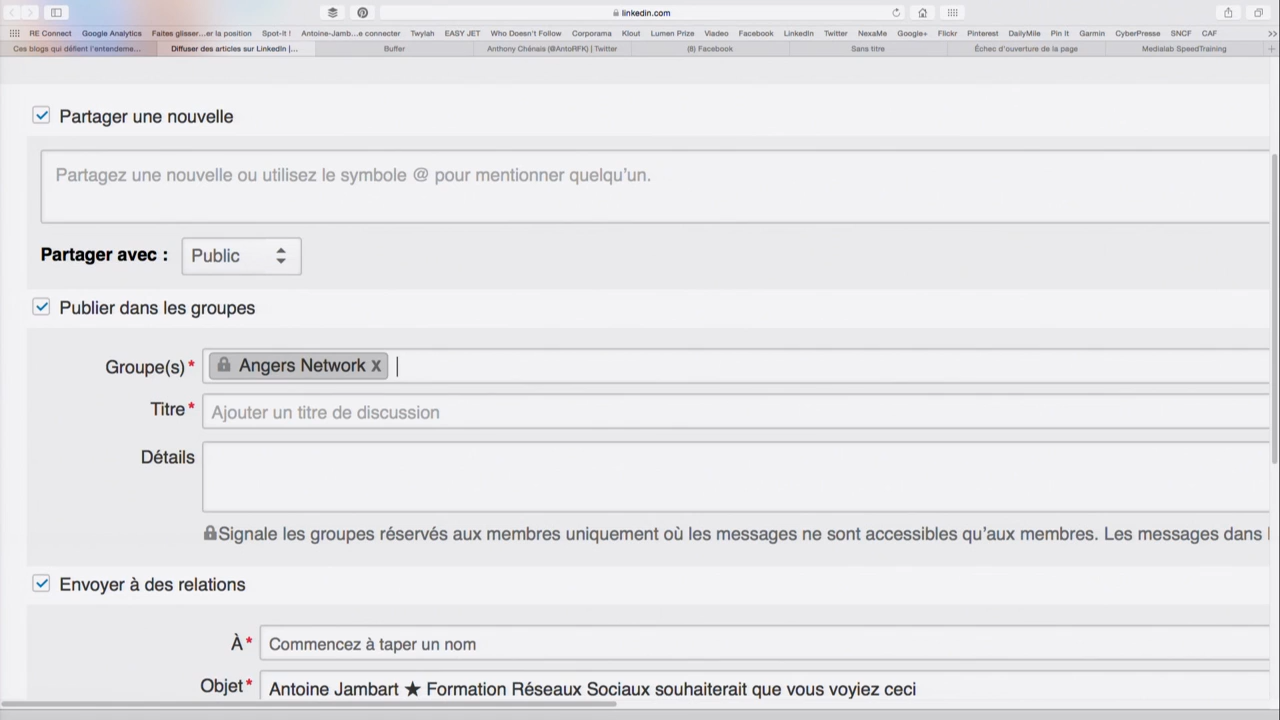 linkedin.com
RE Connect Google Analytics Faites glisser...er la position Spot-it ! Antoine-Jamb...e connecter Twylah EASY JET Who Doesn't Follow Corporama Klout Lumen Prize Viadeo Facebook LinkedIn Twitter NexaMe Google+ Flickr Pinterest DailyMile Pin It Garmin CyberPresse SNCF CAF >>
Ces blogs qui défient l'entendeme... Diffuser des articles sur LinkedIn |... Buffer Anthony Chénais (@AntoRFK) | Twitter (8) Facebook Sans titre Échec d'ouverture de la page Medialab SpeedTraining +
Partager une nouvelle
Partagez une nouvelle ou utilisez le symbole @ pour mentionner quelqu'un.
Partager avec : Public
Publier dans les groupes
Groupe(s)* Angers Network x
Titre* Ajouter un titre de discussion
Détails
Signale les groupes réservés aux membres uniquement où les messages ne sont accessibles qu'aux membres. Les messages dans
Envoyer à des relations
À* Commencez à taper un nom
Objet* Antoine Jambart ★ Formation Réseaux Sociaux souhaiterait que vous voyiez ceci